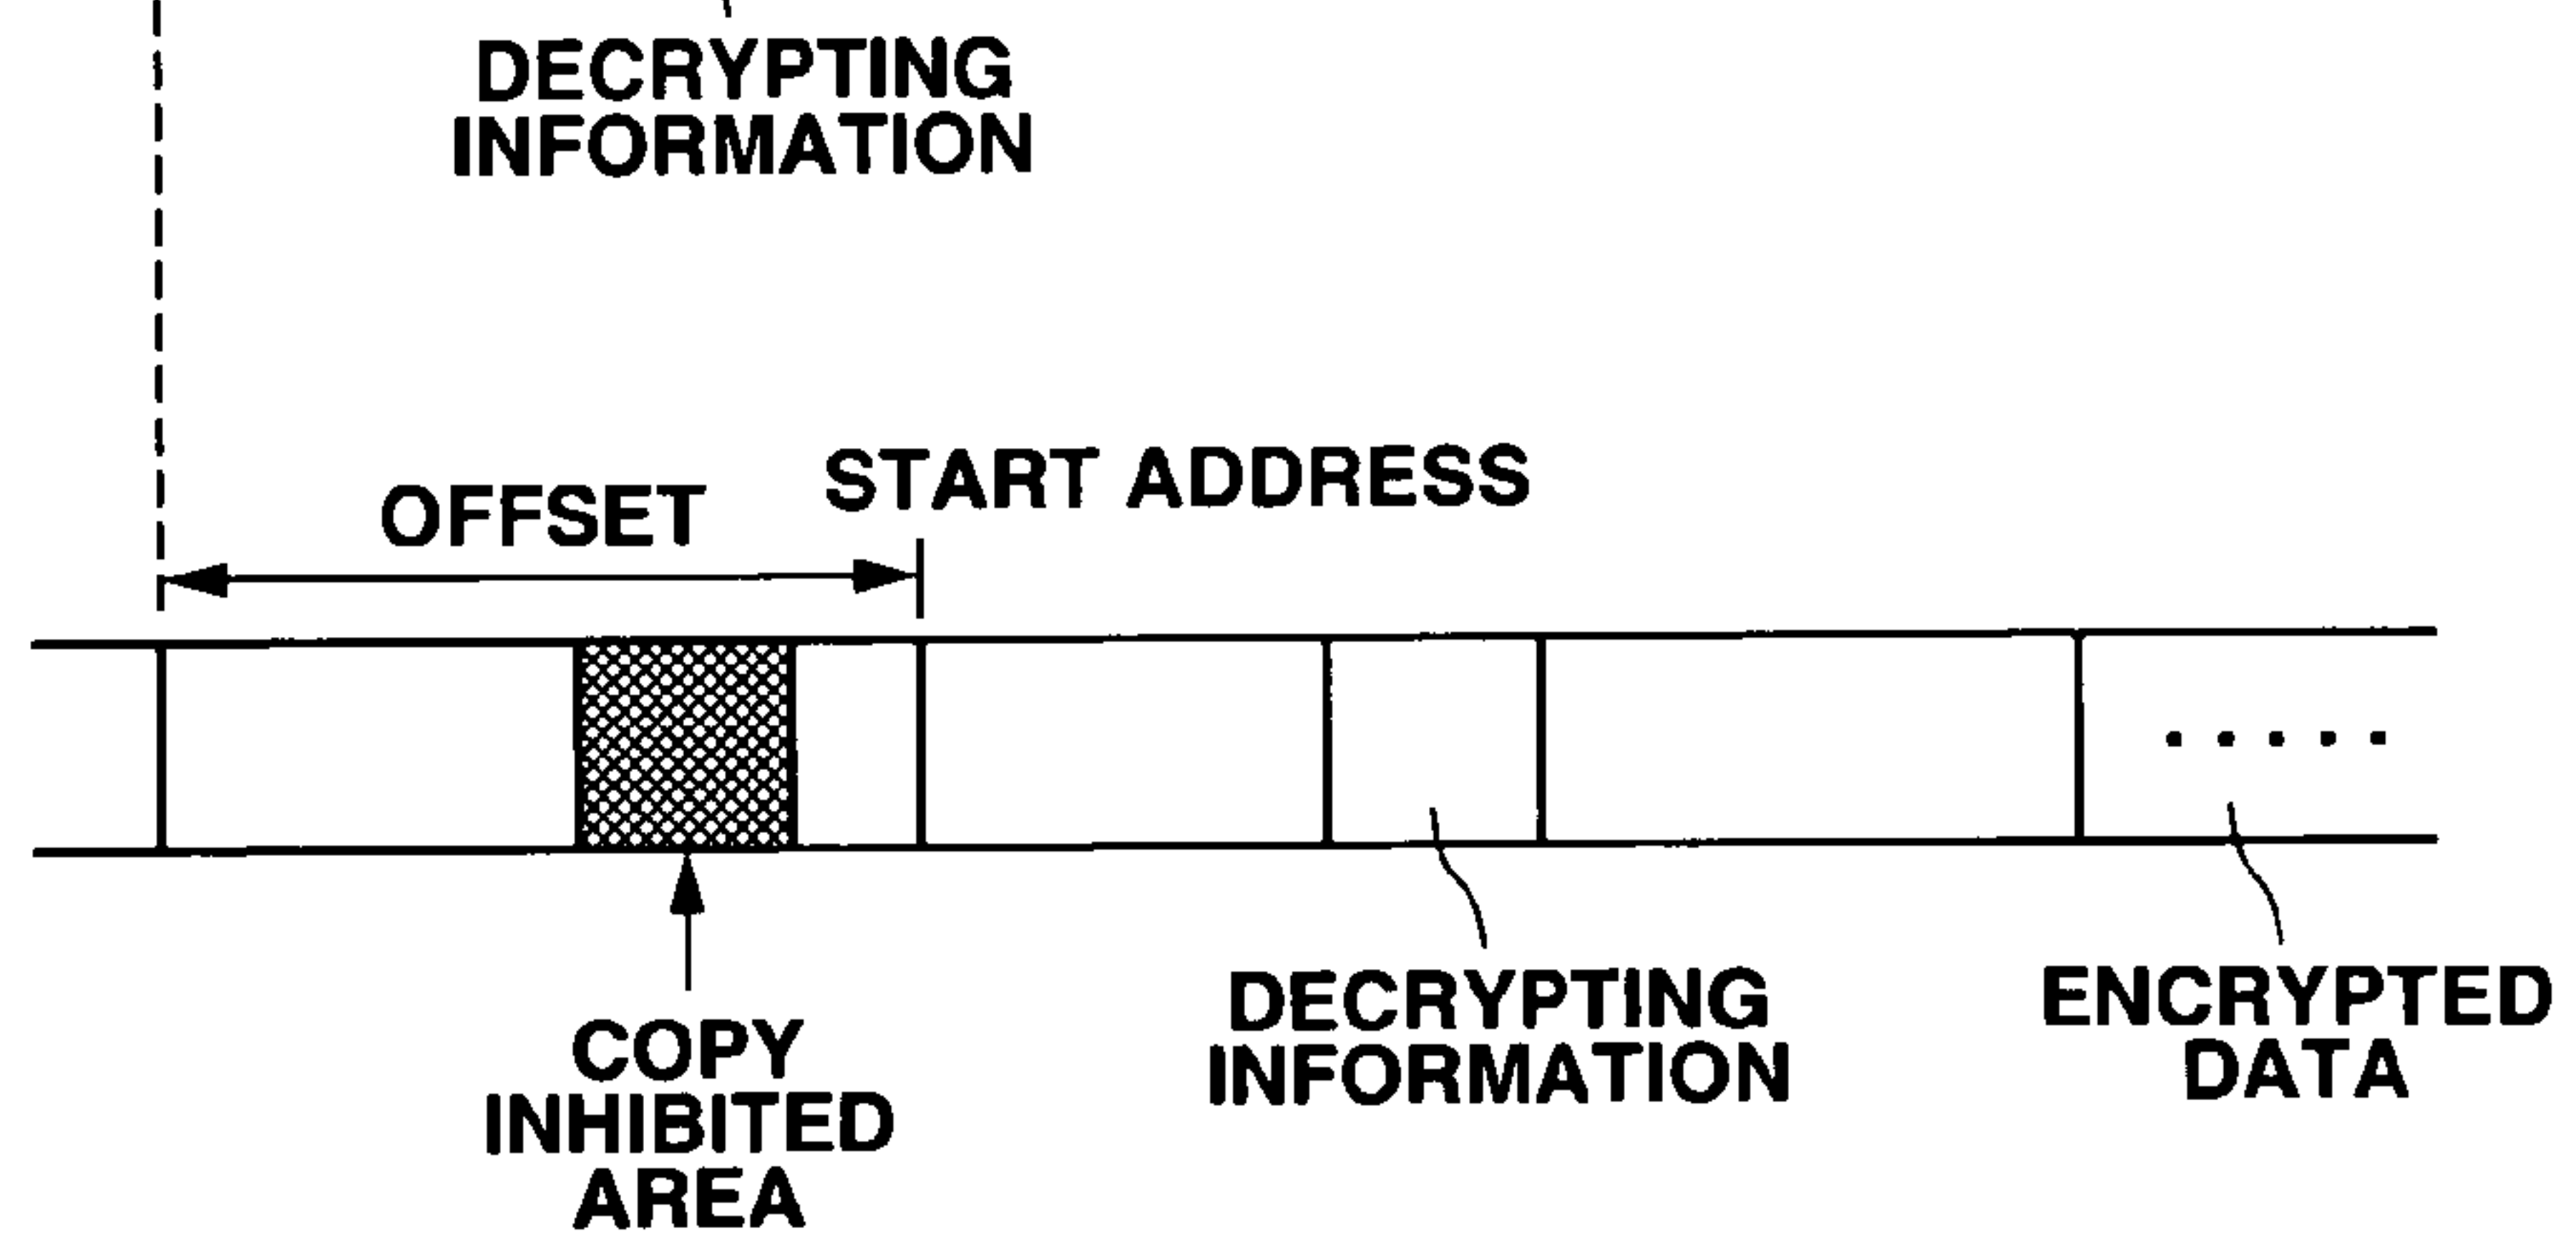 DECRYPTING
INFORMATION
START ADDRESS
OFFSET
COPY
INHIBITED
AREA
DECRYPTING
INFORMATION
ENCRYPTED
DATA